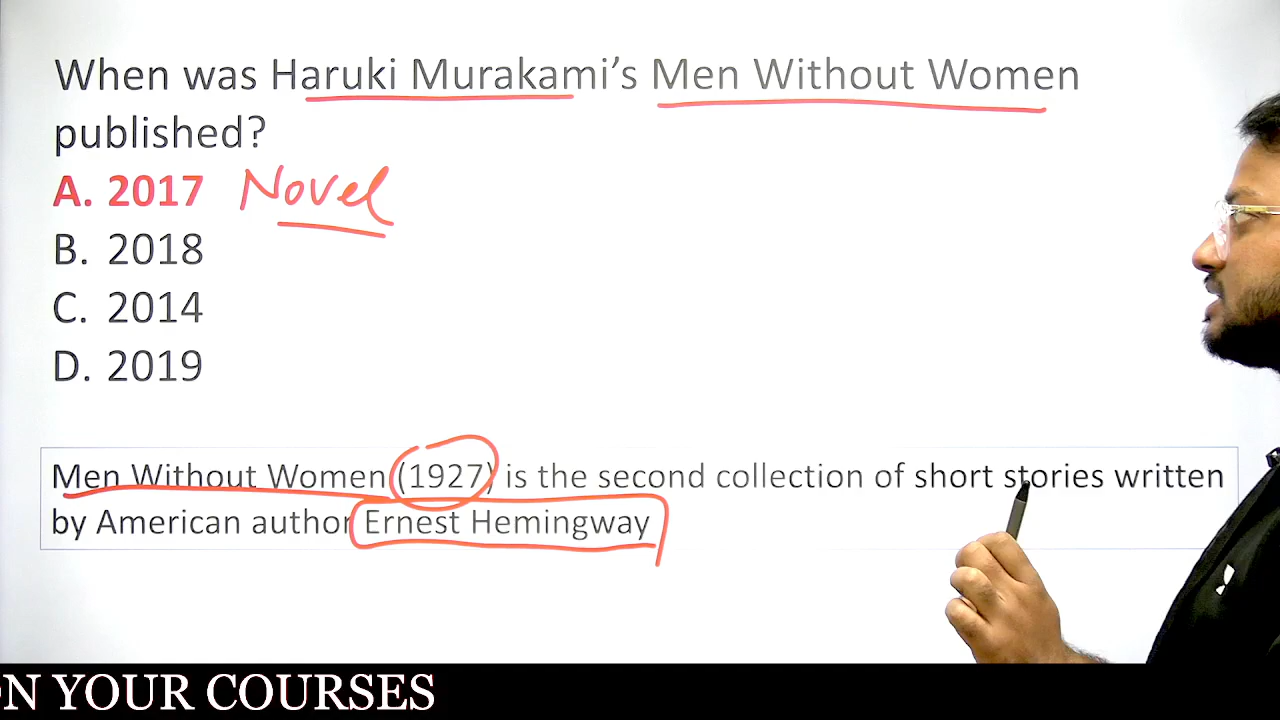 When was Haruki Murakami's Men Without Women
published?
A. 2017 Novel
B. 2018
C. 2014
D. 2019
Men Without Women (1927) is the second collection of short stories written
by American author Ernest Hemingway
ON YOUR COURSES